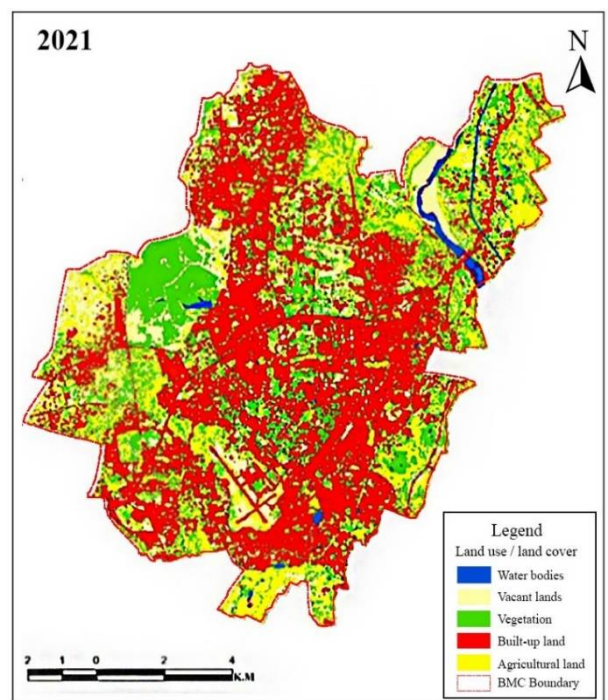 2021
N
Legend
Land use / land cover
Water bodies
Vacant lands
Vegetation
Built-up land
Agricultural land
BMC Boundary
2 1 0 2 4
K.M